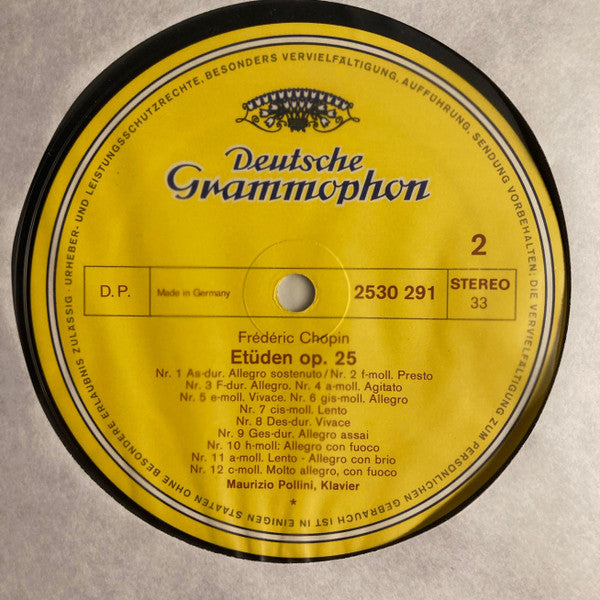 Deutsche
Grammophon
2
D.P.
Made in Germany
2530 291
STEREO
33
Frédéric Chopin
Etüden op. 25
Nr. 1 As-dur. Allegro sostenuto/Nr. 2 f-moll. Presto
Nr. 3 F-dur. Allegro. Nr. 4 a-moll. Agitato
Nr. 5 e-moll. Vivace. Nr. 6 gis-moll. Allegro
Nr. 7 cis-moll. Lento
Nr. 8 Des-dur. Vivace
Nr. 9 Ges-dur. Allegro assai
Nr. 10 h-moll: Allegro con fuoco
Nr. 11 a-moll. Lento - Allegro con brio
Nr. 12 c-moll. Molto allegro, con fuoco
Maurizio Pollini, Klavier
*
URHEBER- UND LEISTUNGSSCHUTZRECHTE, BESONDERS VERVIELFÄLTIGUNG, AUFFÜHRUNG, SENDUNG VORBEHALTEN; DIE VERVIELFÄLTIGUNG ZUM PERSÖNLICHEN GEBRAUCH IST IN EINIGEN STAATEN OHNE BESONDERE ERLAUBNIS ZULÄSSIG ·